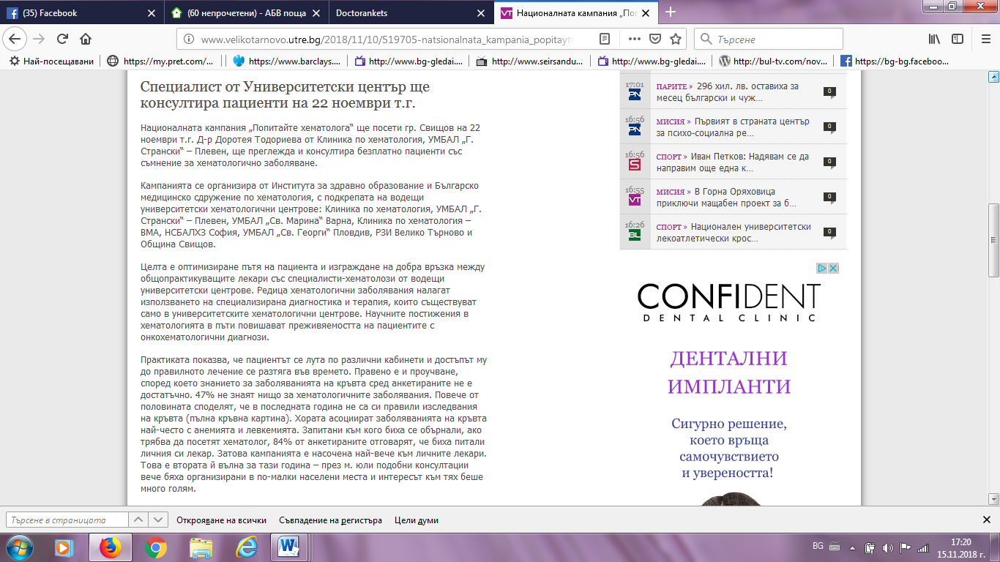 (35) Facebook
(60 непрочетени) - АБВ поща
Doctorankets
VT Националната кампания „Поп
www.velikotarnovo.utre.bg/2018/11/10/519705-natsionalnata_kampania_popitayte
Търсене
Най-посещавани
https://my.pret.com/...
https://www.barclays....
http://www.bg-gledai....
http://www.seirsandu...
http://www.bg-gledai....
http://bul-tv.com/nov...
https://bg-bg.faceboo...
Специалист от Университетски център ще
консултира пациенти на 22 ноември т.г.
Националната кампания „Попитайте хематолога“ ще посети гр. Свищов на 22
ноември т.г. Д-р Доротея Тодориева от Клиника по хематология, УМБАЛ „Г.
Странски“ – Плевен, ще преглежда и консултира безплатно пациенти със
съмнение за хематологично заболяване.
Кампанията се организира от Института за здравно образование и Българско
медицинско сдружение по хематология, с подкрепата на водещи
университетски хематологични центрове: Клиника по хематология, УМБАЛ „Г.
Странски“ – Плевен, УМБАЛ „Св. Марина“ Варна, Клиника по хематология –
ВМА, НСБАЛХЗ София, УМБАЛ „Св. Георги“ Пловдив, РЗИ Велико Търново и
Община Свищов.
Целта е оптимизиране пътя на пациента и изграждане на добра връзка между
общопрактикуващите лекари със специалисти-хематолози от водещи
университетски центрове. Редица хематологични заболявания налагат
използването на специализирана диагностика и терапия, които съществуват
само в университетските хематологични центрове. Научните постижения в
хематологията в пъти повишават преживяемостта на пациентите с
онкохематологични диагнози.
Практиката показва, че пациентът се лута по различни кабинети и достъпът му
до правилното лечение се разтяга във времето. Правено е и проучване,
според което знанието за заболяванията на кръвта сред анкетираните не е
достатъчно. 47% не знаят нищо за хематологичните заболявания. Повече от
половината споделят, че в последната година не са си правили изследвания
на кръвта (пълна кръвна картина). Хората асоциират заболяванията на кръвта
най-често с анемията и левкемията. Запитани към кого биха се обърнали, ако
трябва да посетят хематолог, 84% от анкетираните отговарят, че биха питали
личния си лекар. Затова кампанията е насочена най-вече към личните лекари.
Това е втората й вълна за тази година – през м. юли подобни консултации
вече бяха организирани в по-малки населени места и интересът към тях беше
много голям.
17:01 PN ПАРИТЕ » 296 хил. лв. оставиха за 0
месец български и чуж...
16:56 PN МИСИЯ » Първият в страната център 0
за психо-социална ре...
16:56 S СПОРТ » Иван Петков: Надявам се да 0
направим още една к...
16:55 VT МИСИЯ » В Горна Оряховица 0
приключи мащабен проект за б...
16:26 BL СПОРТ » Национален университетски 0
лекоатлетически крос...
CONFIDENT
DENTAL CLINIC
ДЕНТАЛНИ
ИМПЛАНТИ
Сигурно решение,
което връща
самочувствието
и увереността!
Търсене в страницата
Открояване на всички
Съвпадение на регистъра
Цели думи
BG
17:20
15.11.2018 г.